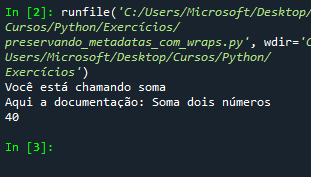 In [2]: runfile('C:/Users/Microsoft/Desktop/
Cursos/Python/Exercícios/
preservando_metadatas_com_wraps.py', wdir='C
Users/Microsoft/Desktop/Cursos/Python/
Exercícios')
Você está chamando soma
Aqui a documentação: Soma dois números
40
In [3]: